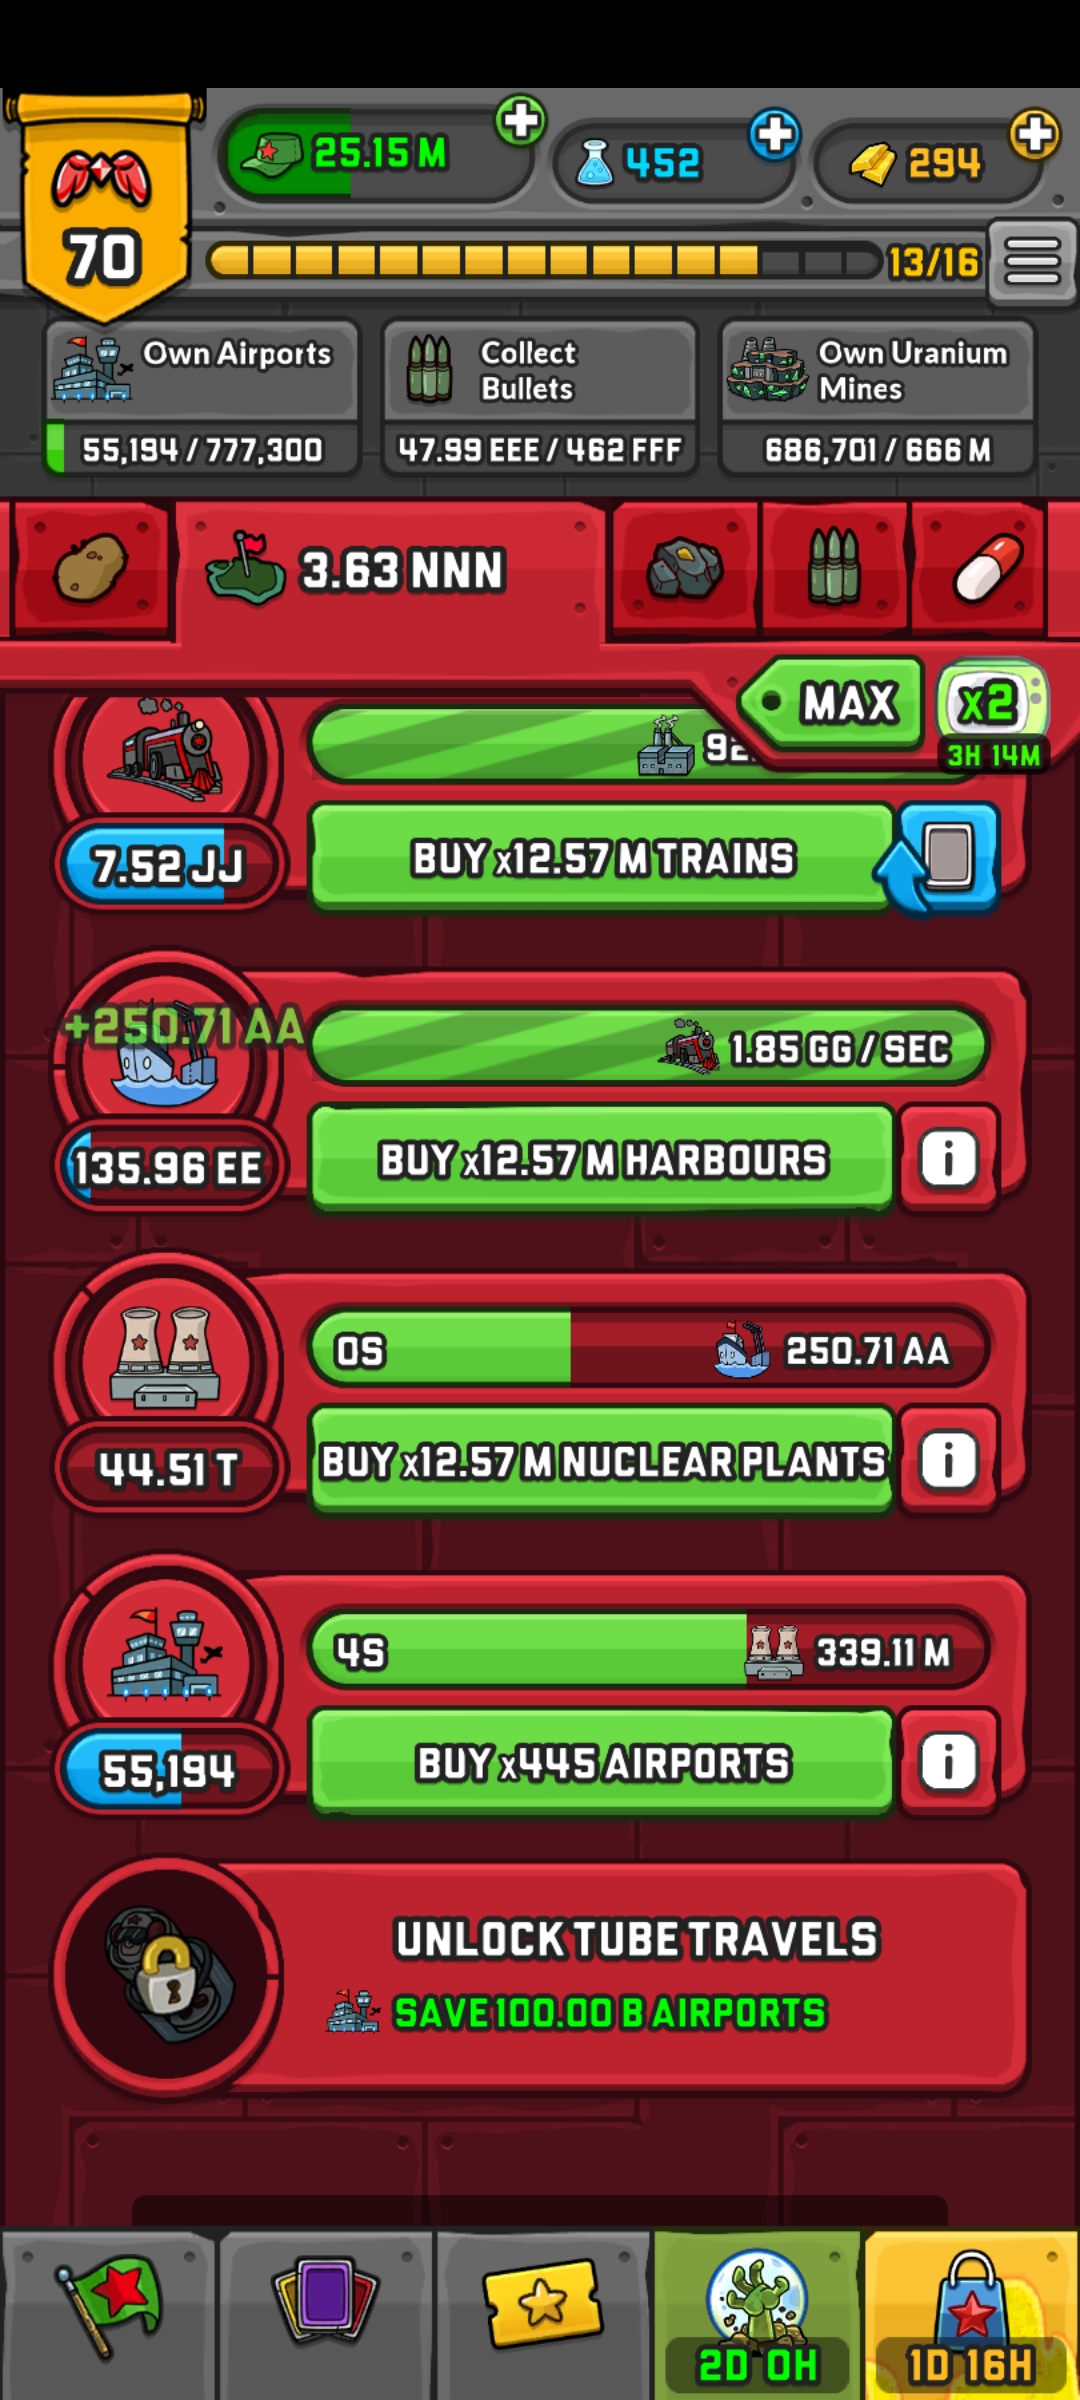 25.15 M
452
294
70
13/16
Own Airports
55,194 / 777,300
Collect
Bullets
47.99 EEE / 462 FFF
Own Uranium
Mines
686,701 / 666 M
3.63 NNN
MAX
x2
3H 14M
92.
7.52 JJ
BUY x12.57 M TRAINS
+250.71 AA
1.85 GG / SEC
135.96 EE
BUY x12.57 M HARBOURS
i
0S
250.71 AA
44.51 T
BUY x12.57 M NUCLEAR PLANTS
i
4S
339.11 M
55,194
BUY x445 AIRPORTS
i
UNLOCK TUBE TRAVELS
SAVE 100.00 B AIRPORTS
2D 0H
1D 16H